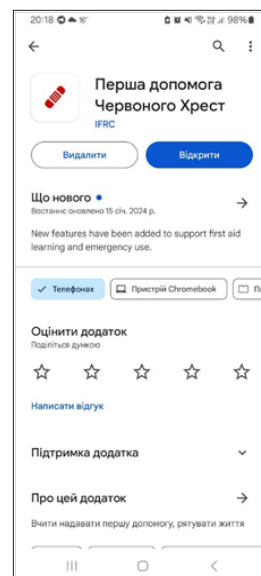 20:18 16° 98%
Перша допомога
Червоного Хрест
IFRC
Видалити Відкрити
Що нового
Востаннє оновлено 15 січ. 2024 р.
New features have been added to support first aid
learning and emergency use.
Телефонах Пристрій Chromebook
Оцінити додаток
Поділіться думкою
Написати відгук
Підтримка додатка
Про цей додаток
Вчити надавати першу допомогу, рятувати життя